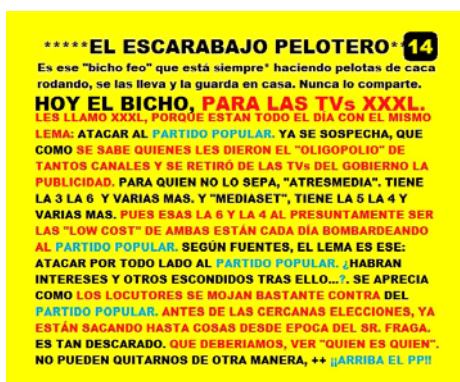 *****EL ESCARABAJO PELOTERO** 14
Es ese "bicho feo" que está siempre* haciendo pelotas de caca
rodando, se las lleva y la guarda en casa. Nunca lo comparte.
HOY EL BICHO, PARA LAS TVs XXXL.
LES LLAMO XXXL, PORQUE ESTAN TODO EL DÍA CON EL MISMO
LEMA: ATACAR AL PARTIDO POPULAR. YA SE SOSPECHA, QUE
COMO SE SABE QUIENES LES DIERON EL "OLIGOPOLIO" DE
TANTOS CANALES Y SE RETIRÓ DE LAS TVs DEL GOBIERNO LA
PUBLICIDAD. PARA QUIEN NO LO SEPA, "ATRESMEDIA". TIENE
LA 3 LA 6 Y VARIAS MAS. Y "MEDIASET", TIENE LA 5 LA 4 Y
VARIAS MAS. PUES ESAS LA 6 Y LA 4 AL PRESUNTAMENTE SER
LAS "LOW COST" DE AMBAS ESTÁN CADA DÍA BOMBARDEANDO
AL PARTIDO POPULAR. SEGÚN FUENTES, EL LEMA ES ESE:
ATACAR POR TODO LADO AL PARTIDO POPULAR. ¿HABRAN
INTERESES Y OTROS ESCONDIDOS TRAS ELLO...?. SE APRECIA
COMO LOS LOCUTORES SE MOJAN BASTANTE CONTRA DEL
PARTIDO POPULAR. ANTES DE LAS CERCANAS ELECCIONES, YA
ESTÁN SACANDO HASTA COSAS DESDE EPOCA DEL SR. FRAGA.
ES TAN DESCARADO. QUE DEBERIAMOS, VER "QUIEN ES QUIEN".
NO PUEDEN QUITARNOS DE OTRA MANERA, ++ ¡¡ARRIBA EL PP!!